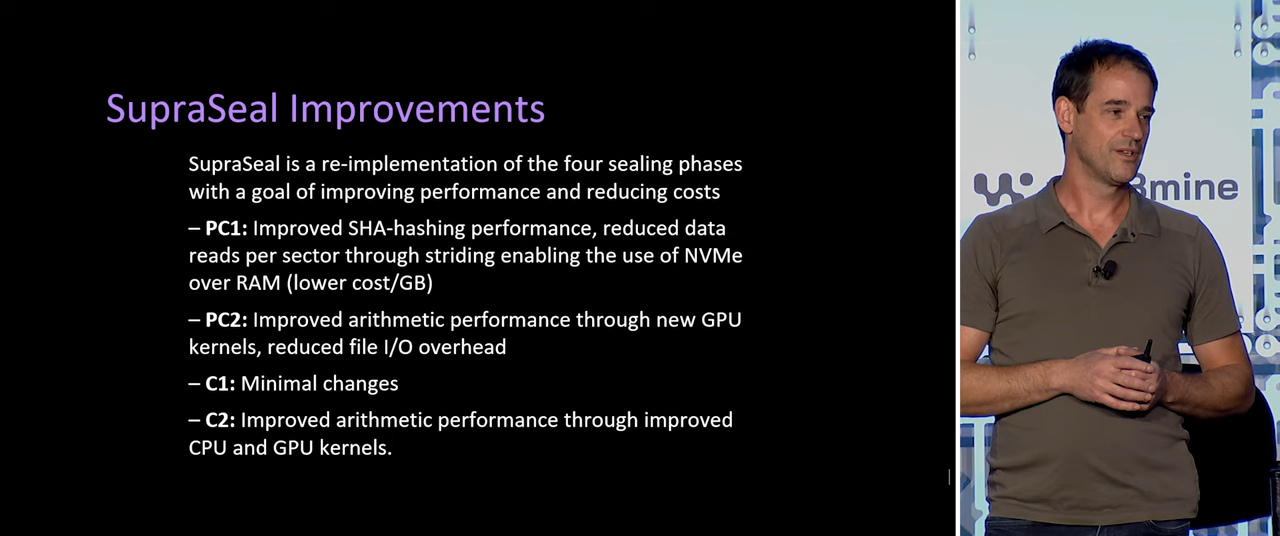 SupraSeal Improvements
SupraSeal is a re-implementation of the four sealing phases
with a goal of improving performance and reducing costs
– PC1: Improved SHA-hashing performance, reduced data
reads per sector through striding enabling the use of NVMe
over RAM (lower cost/GB)
– PC2: Improved arithmetic performance through new GPU
kernels, reduced file I/O overhead
– C1: Minimal changes
– C2: Improved arithmetic performance through improved
CPU and GPU kernels.